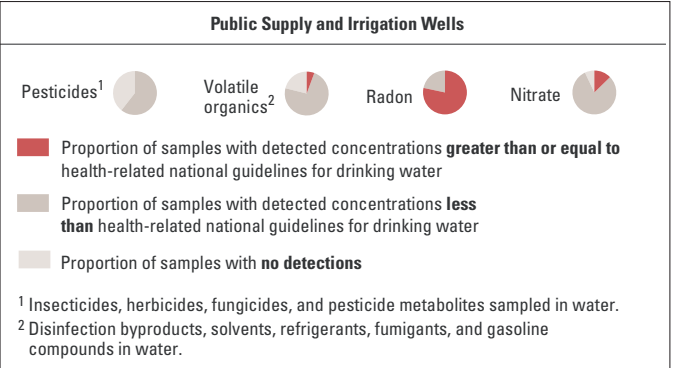 Public Supply and Irrigation Wells
Pesticides¹
Volatile
organics²
Radon
Nitrate
Proportion of samples with detected concentrations greater than or equal to
health-related national guidelines for drinking water
Proportion of samples with detected concentrations less
than health-related national guidelines for drinking water
Proportion of samples with no detections
¹ Insecticides, herbicides, fungicides, and pesticide metabolites sampled in water.
² Disinfection byproducts, solvents, refrigerants, fumigants, and gasoline
compounds in water.